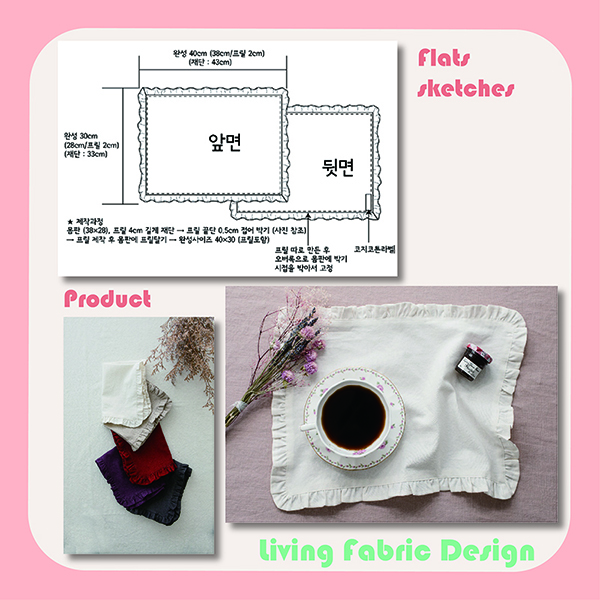 Flats
sketches
완성 40cm (38cm/프릴 2cm)
(재단 : 43cm)
완성 30cm
(28cm/프릴 2cm)
(재단 : 33cm)
앞면
뒷면
★ 제작과정
몸판 (38×28), 프릴 4cm 길게 재단 → 프릴 끝단 0.5cm 접어 박기 (사진 참조)
→ 프릴 제작 후 몸판에 프릴달기 → 완성사이즈 40×30 (프릴포함)
프릴 따로 만든 후
오버록으로 몸판에 박기
시접을 박아서 고정
코지코튼라벨
Product
Living Fabric Design